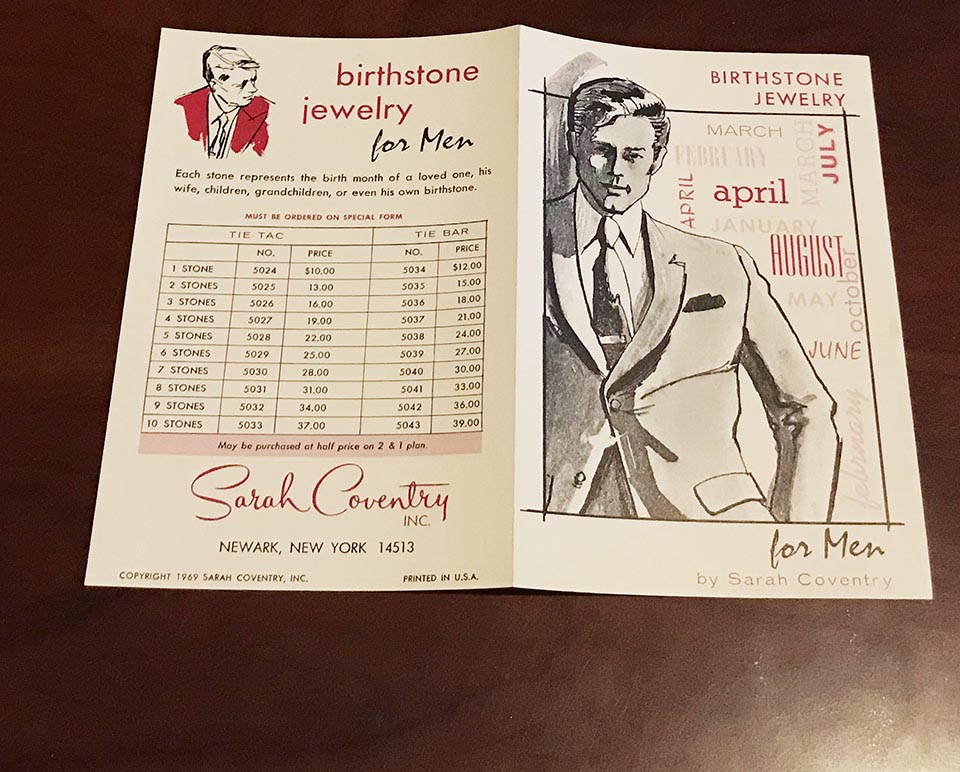 birthstone
jewelry
for Men
Each stone represents the birth month of a loved one, his
wife, children, grandchildren, or even his own birthstone.
MUST BE ORDERED ON SPECIAL FORM
TIE TAC TIE BAR
NO. PRICE NO. PRICE
1 STONE 5024 $10.00 5034 $12.00
2 STONES 5025 13.00 5035 15.00
3 STONES 5026 16.00 5036 18.00
4 STONES 5027 19.00 5037 21.00
5 STONES 5028 22.00 5038 24.00
6 STONES 5029 25.00 5039 27.00
7 STONES 5030 28.00 5040 30.00
8 STONES 5031 31.00 5041 33.00
9 STONES 5032 34.00 5042 36.00
10 STONES 5033 37.00 5043 39.00
May be purchased at half price on 2 & 1 plan.
Sarah Coventry
INC.
NEWARK, NEW YORK 14513
COPYRIGHT 1969 SARAH COVENTRY, INC. PRINTED IN U.S.A.
BIRTHSTONE
JEWELRY
MARCH
FEBRUARY
MARCH
JULY
APRIL
april
JANUARY
AUGUST
MAY
october
JUNE
february
for Men
by Sarah Coventry